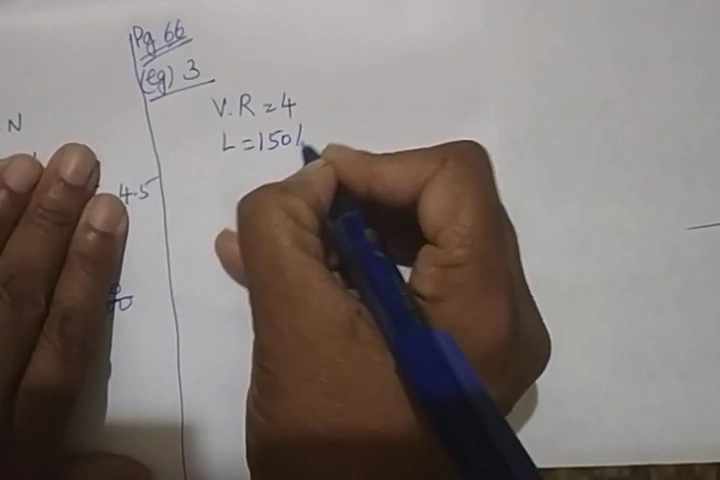 Pg 66
(eg) 3
N
V.R = 4
L = 150
4.5